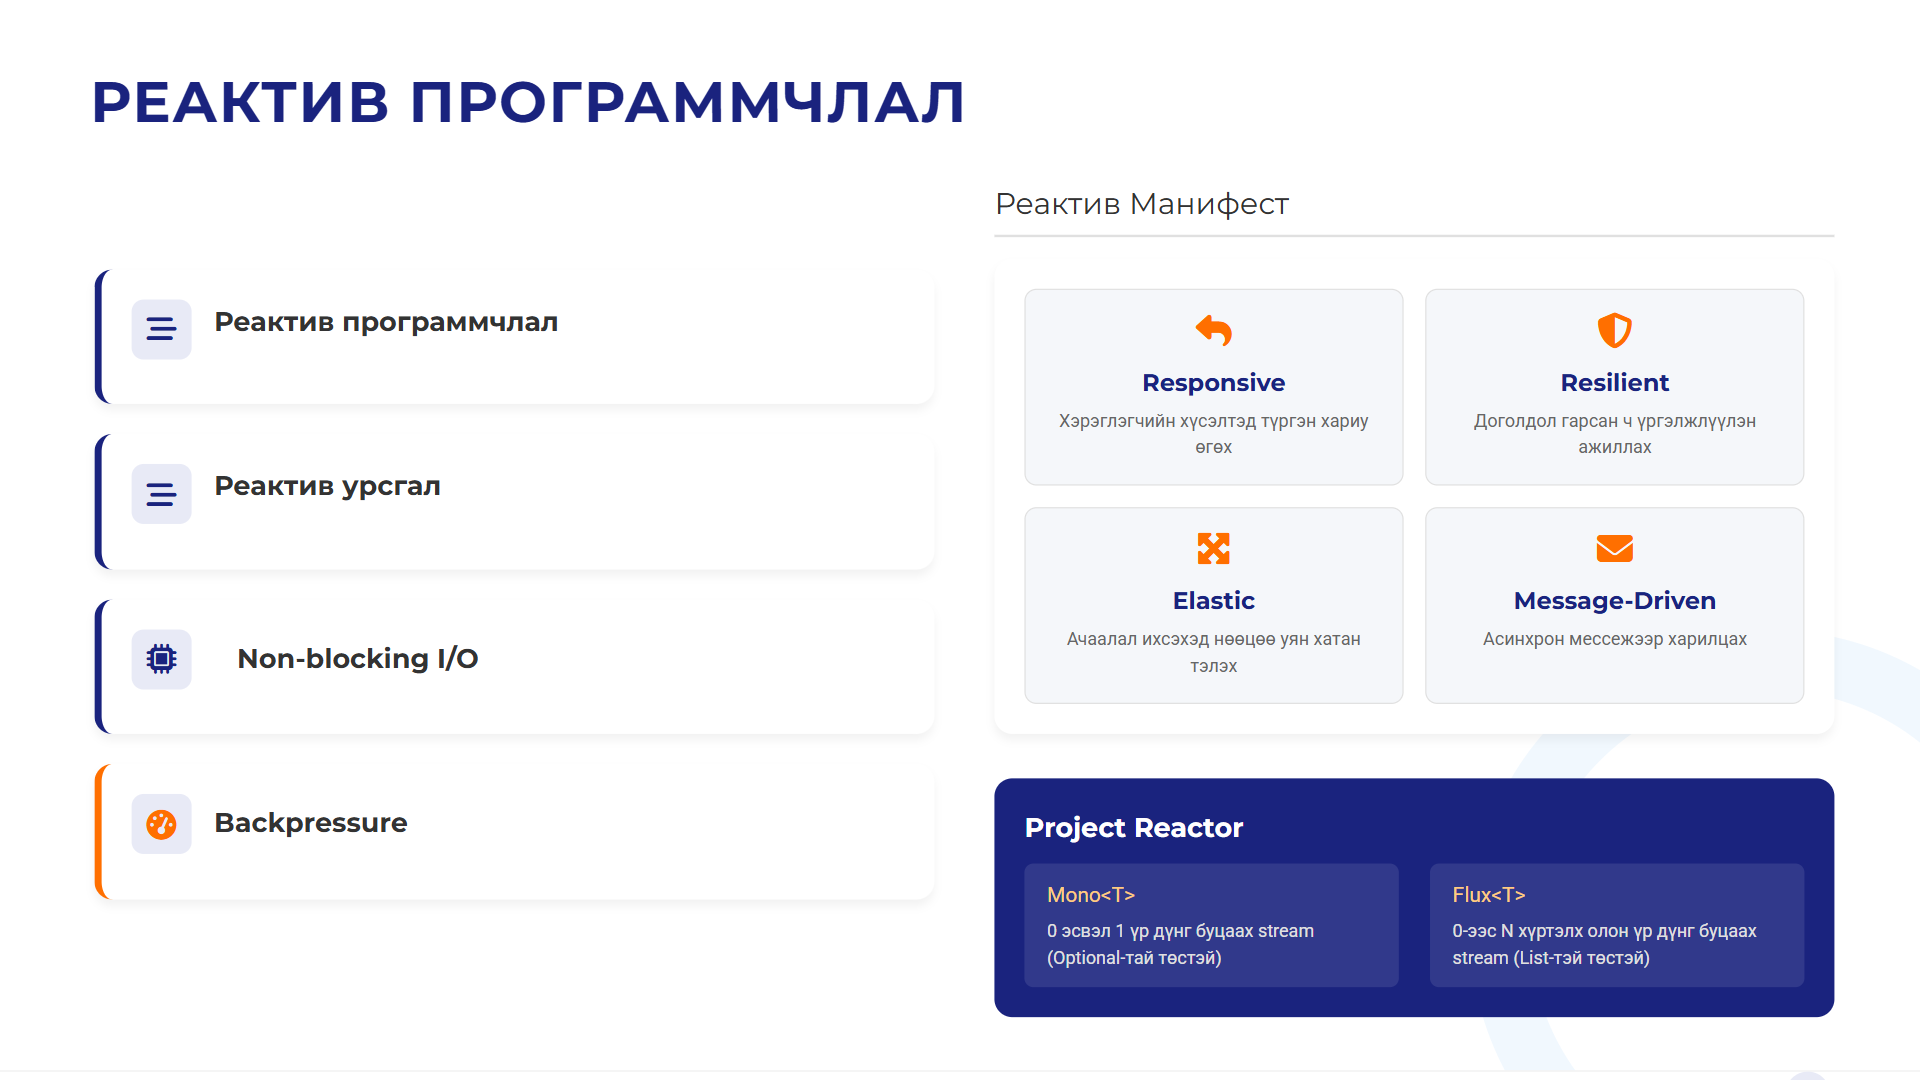 РЕАКТИВ ПРОГРАММЧЛАЛ
Реактив программчлал
Реактив урсгал
Non-blocking I/O
Backpressure
Реактив Манифест
Responsive
Хэрэглэгчийн хүсэлтэд түргэн хариу
өгөх
Resilient
Доголдол гарсан ч үргэлжлүүлэн
ажиллах
Elastic
Ачаалал ихсэхэд нөөцөө уян хатан
тэлэх
Message-Driven
Асинхрон мессежээр харилцах
Project Reactor
Mono<T>
0 эсвэл 1 үр дүнг буцаах stream
(Optional-тай төстэй)
Flux<T>
0-ээс N хүртэлх олон үр дүнг буцаах
stream (List-тэй төстэй)